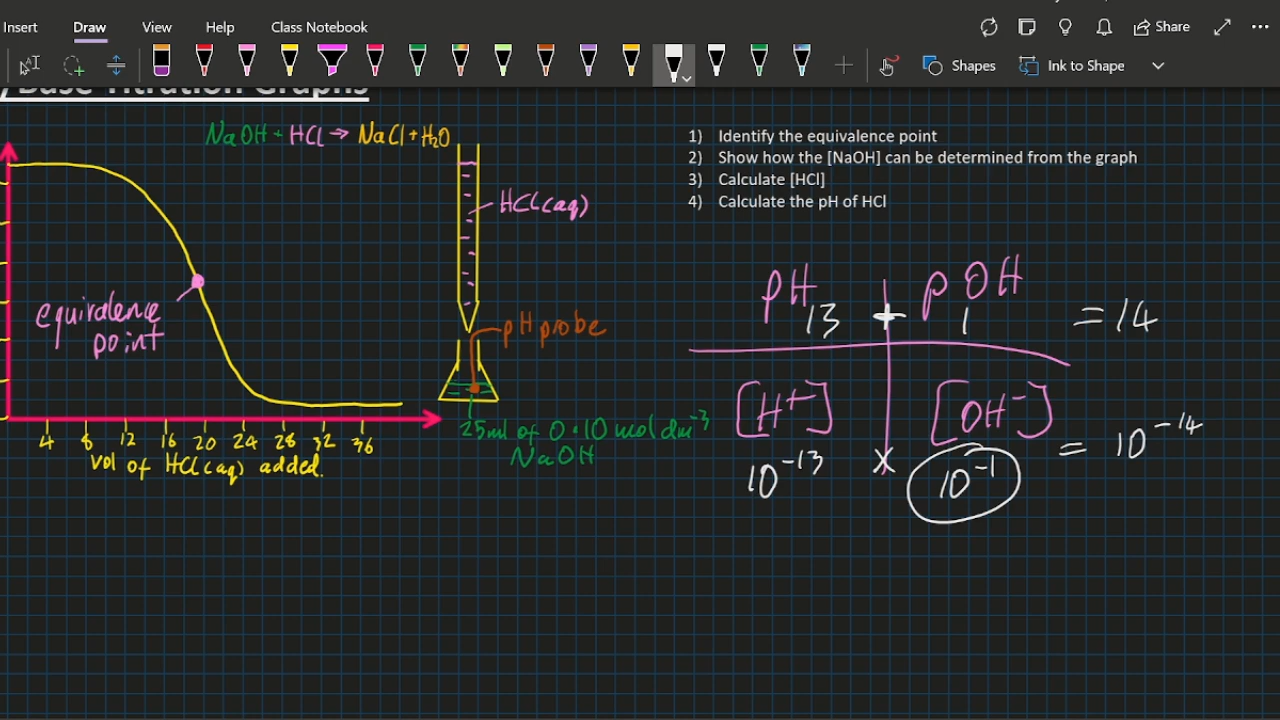 Insert Draw View Help Class Notebook Share
Shapes Ink to Shape
/Base Titration Graphs
NaOH + HCl → NaCl + H₂O
1) Identify the equivalence point
2) Show how the [NaOH] can be determined from the graph
3) Calculate [HCl]
4) Calculate the pH of HCl
HCl(aq)
equivalence
point
pH probe
25ml of 0.10 mol dm⁻³
NaOH
4 8 12 16 20 24 28 32 36
Vol of HCl(aq) added.
pH + pOH
13 1 = 14
[H⁺] [OH⁻]
10⁻¹³ x 10⁻¹ = 10⁻¹⁴